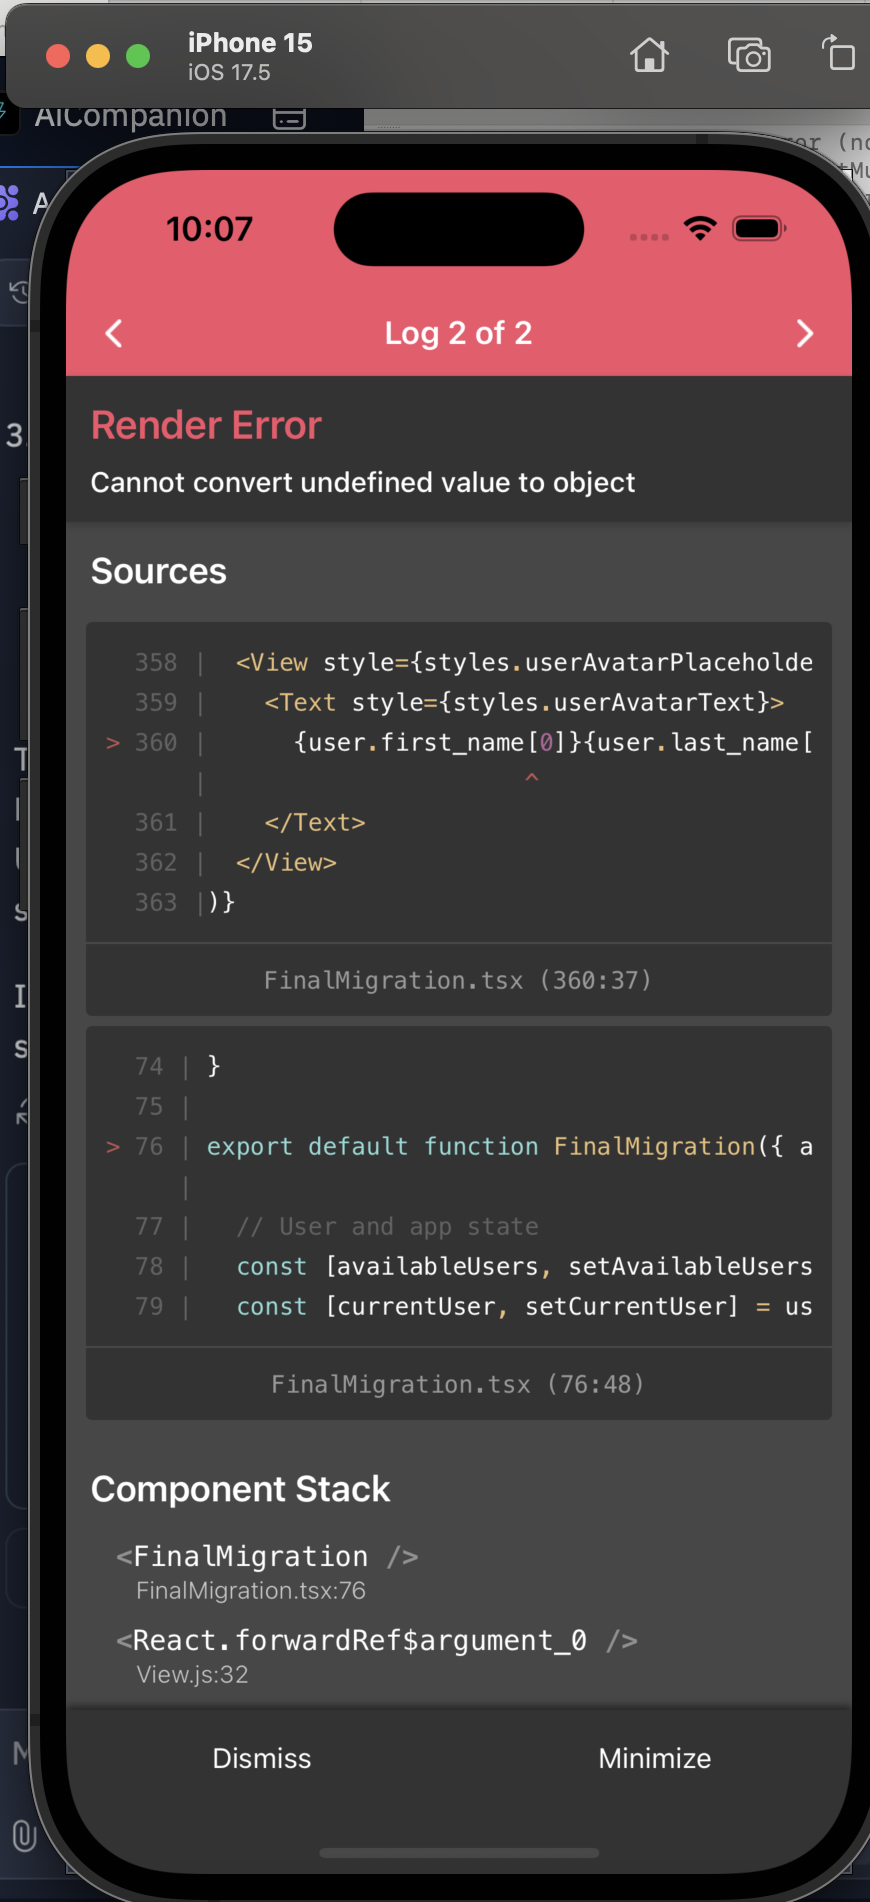 iPhone 15
iOS 17.5
AICompanion
10:07
Log 2 of 2
Render Error
Cannot convert undefined value to object
Sources
358 | <View style={styles.userAvatarPlaceholde
359 | <Text style={styles.userAvatarText}>
> 360 | {user.first_name[0]}{user.last_name[
| ^
361 | </Text>
362 | </View>
363 |)}
FinalMigration.tsx (360:37)
74 | }
75 |
> 76 | export default function FinalMigration({ a
|
77 | // User and app state
78 | const [availableUsers, setAvailableUsers
79 | const [currentUser, setCurrentUser] = us
FinalMigration.tsx (76:48)
Component Stack
<FinalMigration />
FinalMigration.tsx:76
<React.forwardRef$argument_0 />
View.js:32
Dismiss
Minimize